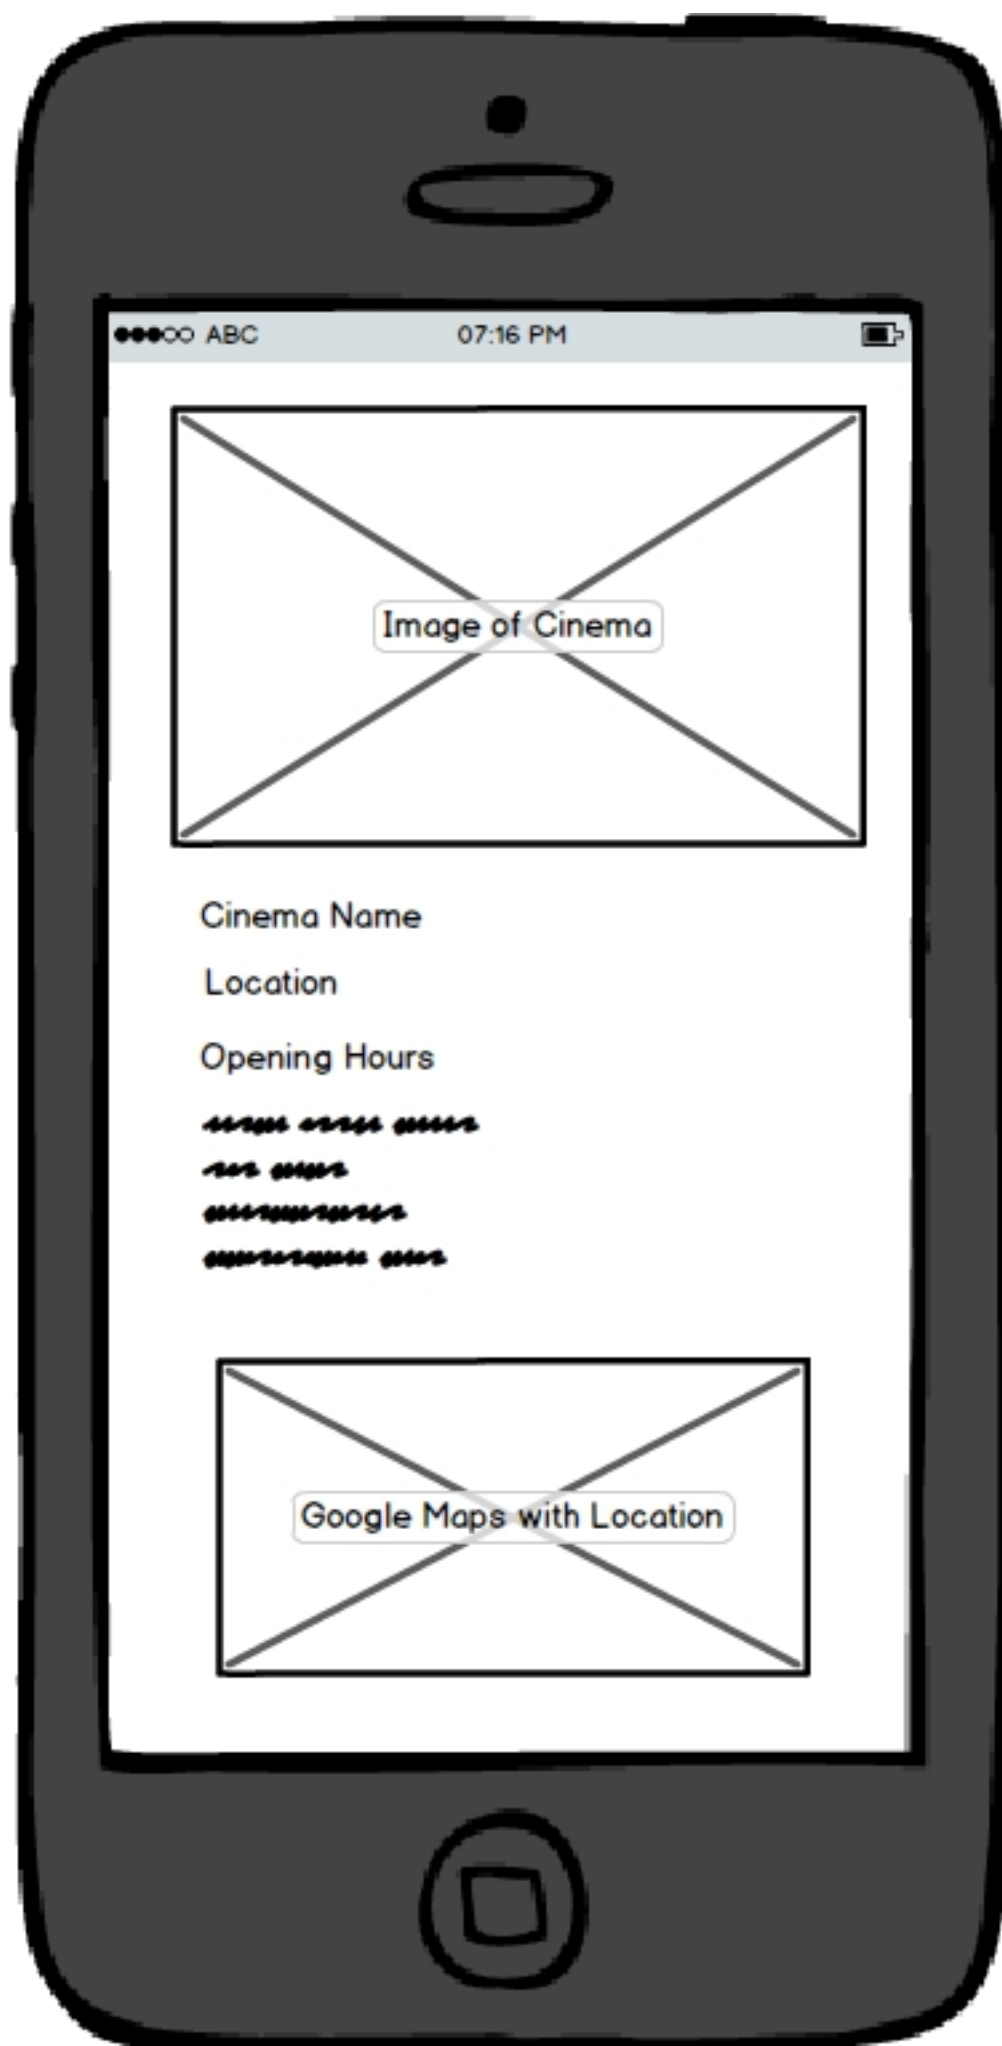 ABC 07:16 PM
Image of Cinema
Cinema Name
Location
Opening Hours
Google Maps with Location